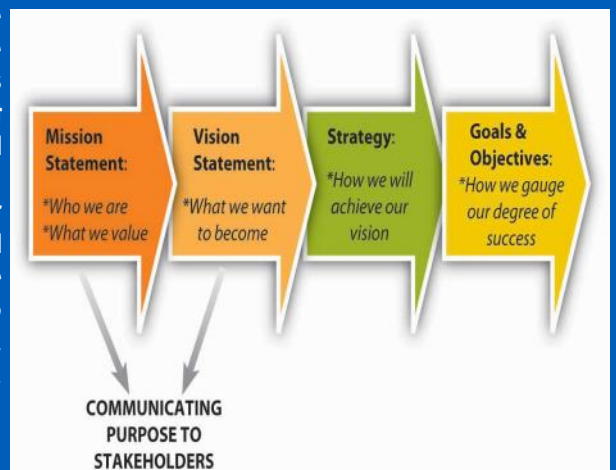 Mission
Statement:
*Who we are
*What we value
Vision
Statement:
*What we want
to become
Strategy:
*How we will
achieve our
vision
Goals &
Objectives:
*How we gauge
our degree of
success
COMMUNICATING
PURPOSE TO
STAKEHOLDERS